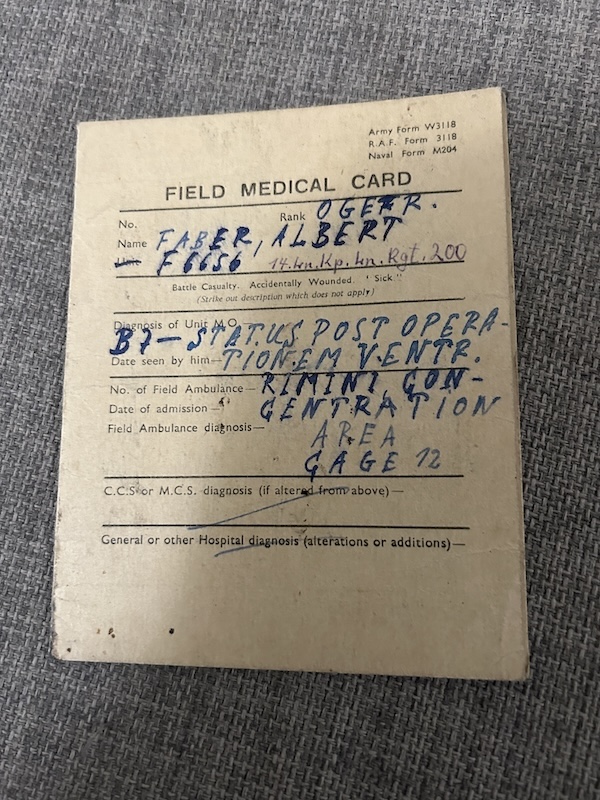 Army Form W3118
R.A.F. Form 3118
Naval Form M204
FIELD MEDICAL CARD
No. Rank OGEFR.
Name FABER, ALBERT
Unit F6656 14.Ln.Kp.Ln.Rgt.200
Battle Casualty. Accidentally Wounded. "Sick"
(Strike out description which does not apply)
Diagnosis of Unit M.O.
B7-STATUS POST OPERA-
Date seen by him— TIONEM VENTR.
No. of Field Ambulance— RIMINI CON-
Date of admission— CENTRATION
Field Ambulance diagnosis— AREA
CAGE 12
C.C.S or M.C.S. diagnosis (if altered from above)—
General or other Hospital diagnosis (alterations or additions)—